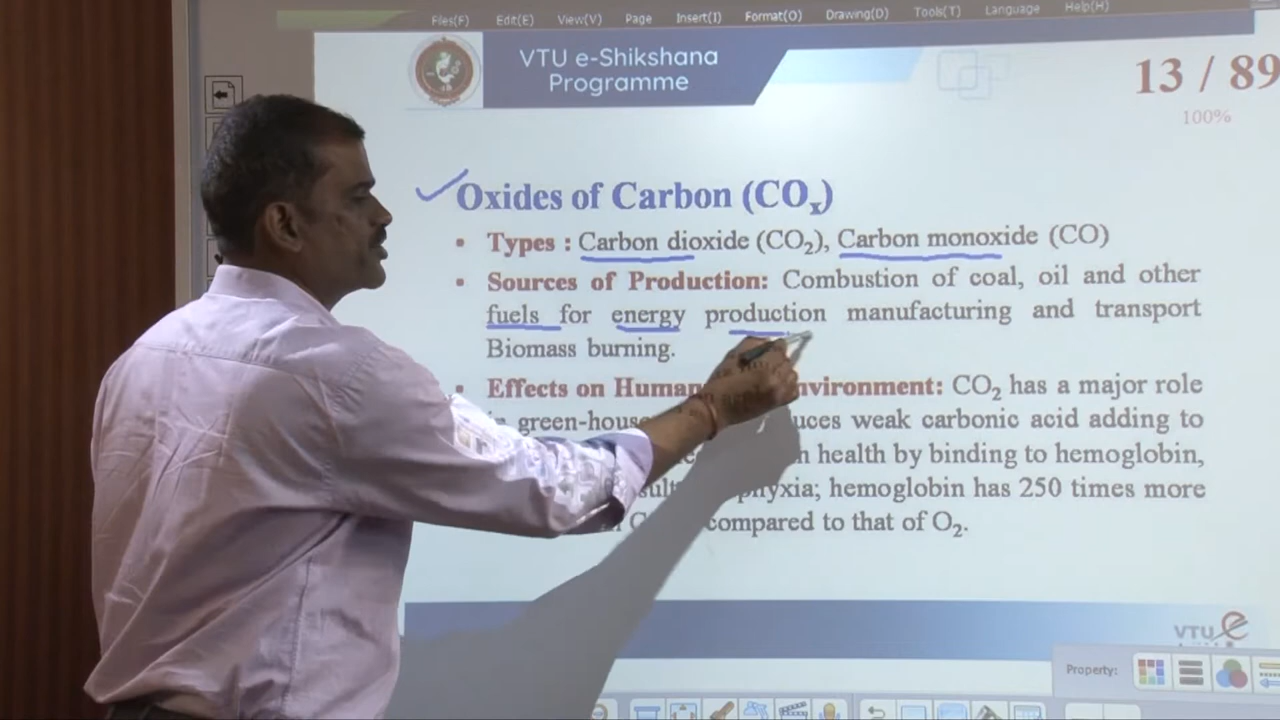 Files(F) Edit(E) View(V) Page Insert(I) Format(O) Drawing(D) Tools(T) Language Help(H)
VTU e-Shikshana
Programme
13 / 89
100%
Oxides of Carbon (COₓ)
• Types : Carbon dioxide (CO₂), Carbon monoxide (CO)
• Sources of Production: Combustion of coal, oil and other
fuels for energy production manufacturing and transport
Biomass burning.
• Effects on Human nvironment: CO₂ has a major role
green-hous uces weak carbonic acid adding to
health by binding to hemoglobin,
phyxia; hemoglobin has 250 times more
compared to that of O₂.
VTU e
Property: